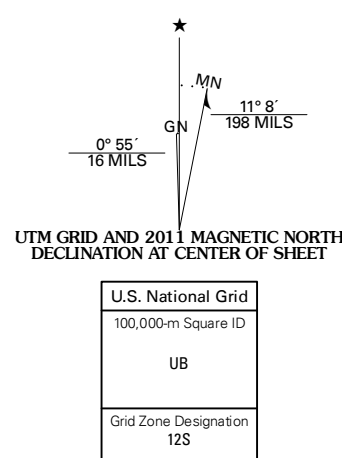 ★
MN
GN
11° 8´
198 MILS
0° 55´
16 MILS
UTM GRID AND 2011 MAGNETIC NORTH
DECLINATION AT CENTER OF SHEET
U.S. National Grid
100,000-m Square ID
UB
Grid Zone Designation
12S